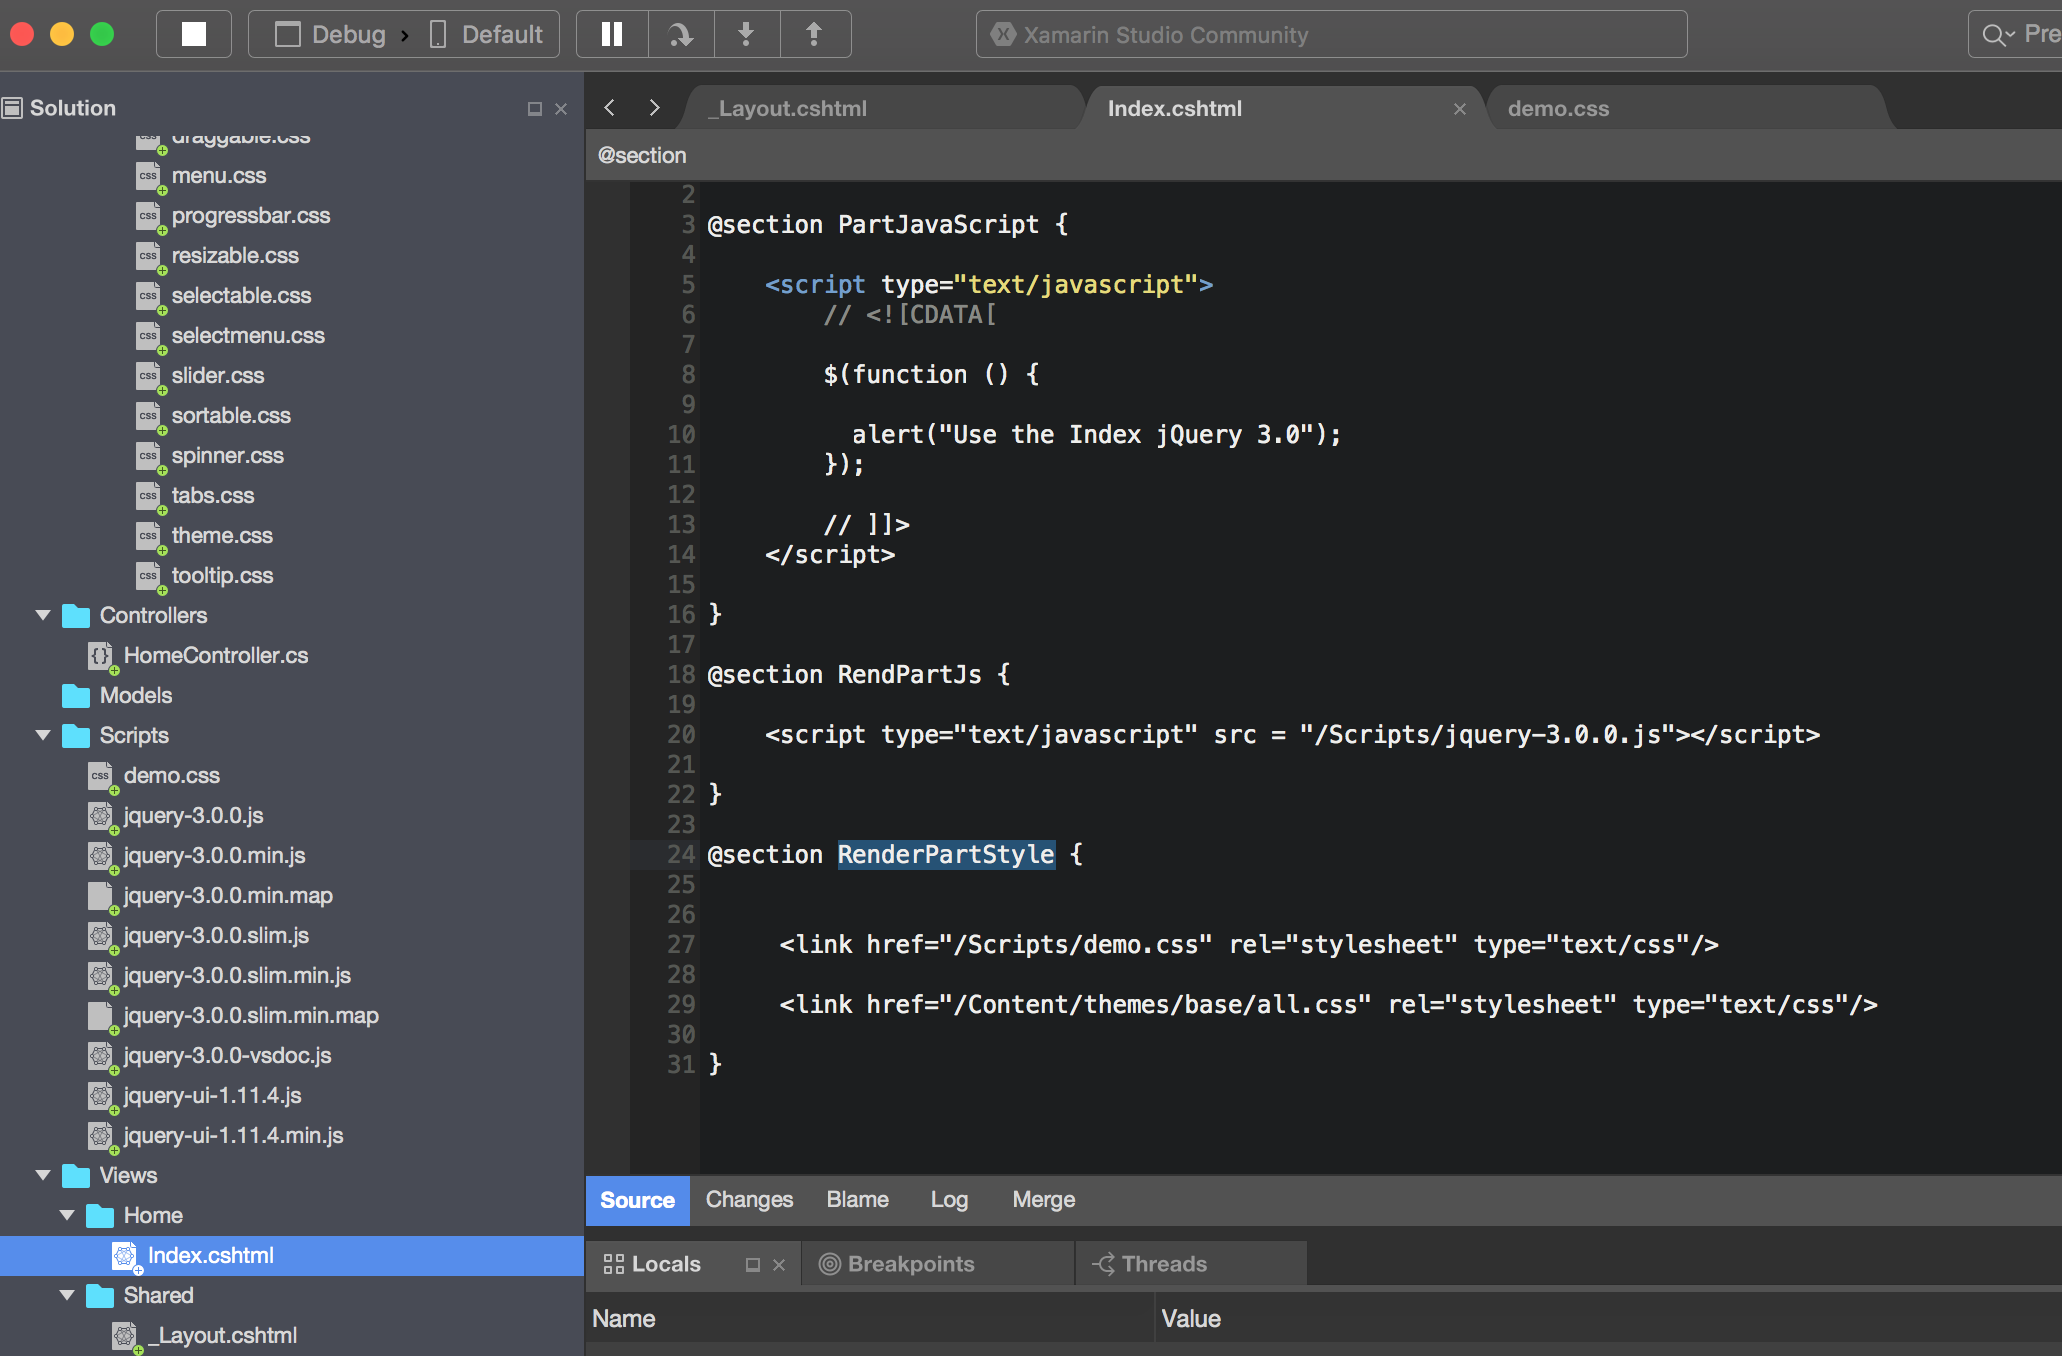 Debug > Default
Xamarin Studio Community
Pre
Solution
draggable.css
menu.css
progressbar.css
resizable.css
selectable.css
selectmenu.css
slider.css
sortable.css
spinner.css
tabs.css
theme.css
tooltip.css
Controllers
HomeController.cs
Models
Scripts
demo.css
jquery-3.0.0.js
jquery-3.0.0.min.js
jquery-3.0.0.min.map
jquery-3.0.0.slim.js
jquery-3.0.0.slim.min.js
jquery-3.0.0.slim.min.map
jquery-3.0.0-vsdoc.js
jquery-ui-1.11.4.js
jquery-ui-1.11.4.min.js
Views
Home
Index.cshtml
Shared
_Layout.cshtml
_Layout.cshtml Index.cshtml demo.css
@section
2
3 @section PartJavaScript {
4
5 <script type="text/javascript">
6 // <![CDATA[
7
8 $(function () {
9
10 alert("Use the Index jQuery 3.0");
11 });
12
13 // ]]>
14 </script>
15
16 }
17
18 @section RendPartJs {
19
20 <script type="text/javascript" src = "/Scripts/jquery-3.0.0.js"></script>
21
22 }
23
24 @section RenderPartStyle {
25
26
27 <link href="/Scripts/demo.css" rel="stylesheet" type="text/css"/>
28
29 <link href="/Content/themes/base/all.css" rel="stylesheet" type="text/css"/>
30
31 }
Source Changes Blame Log Merge
Locals Breakpoints Threads
Name Value